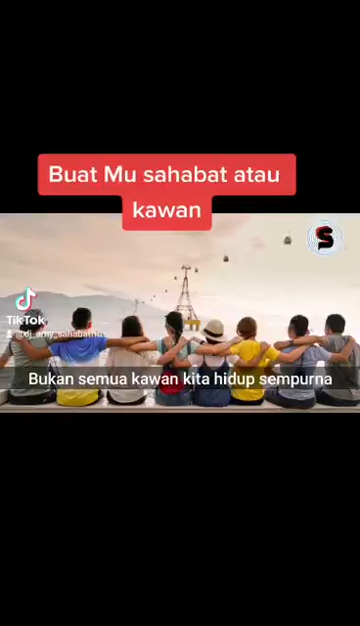 Buat Mu sahabat atau
kawan
S
TikTok
Bukan semua kawan kita hidup sempurna